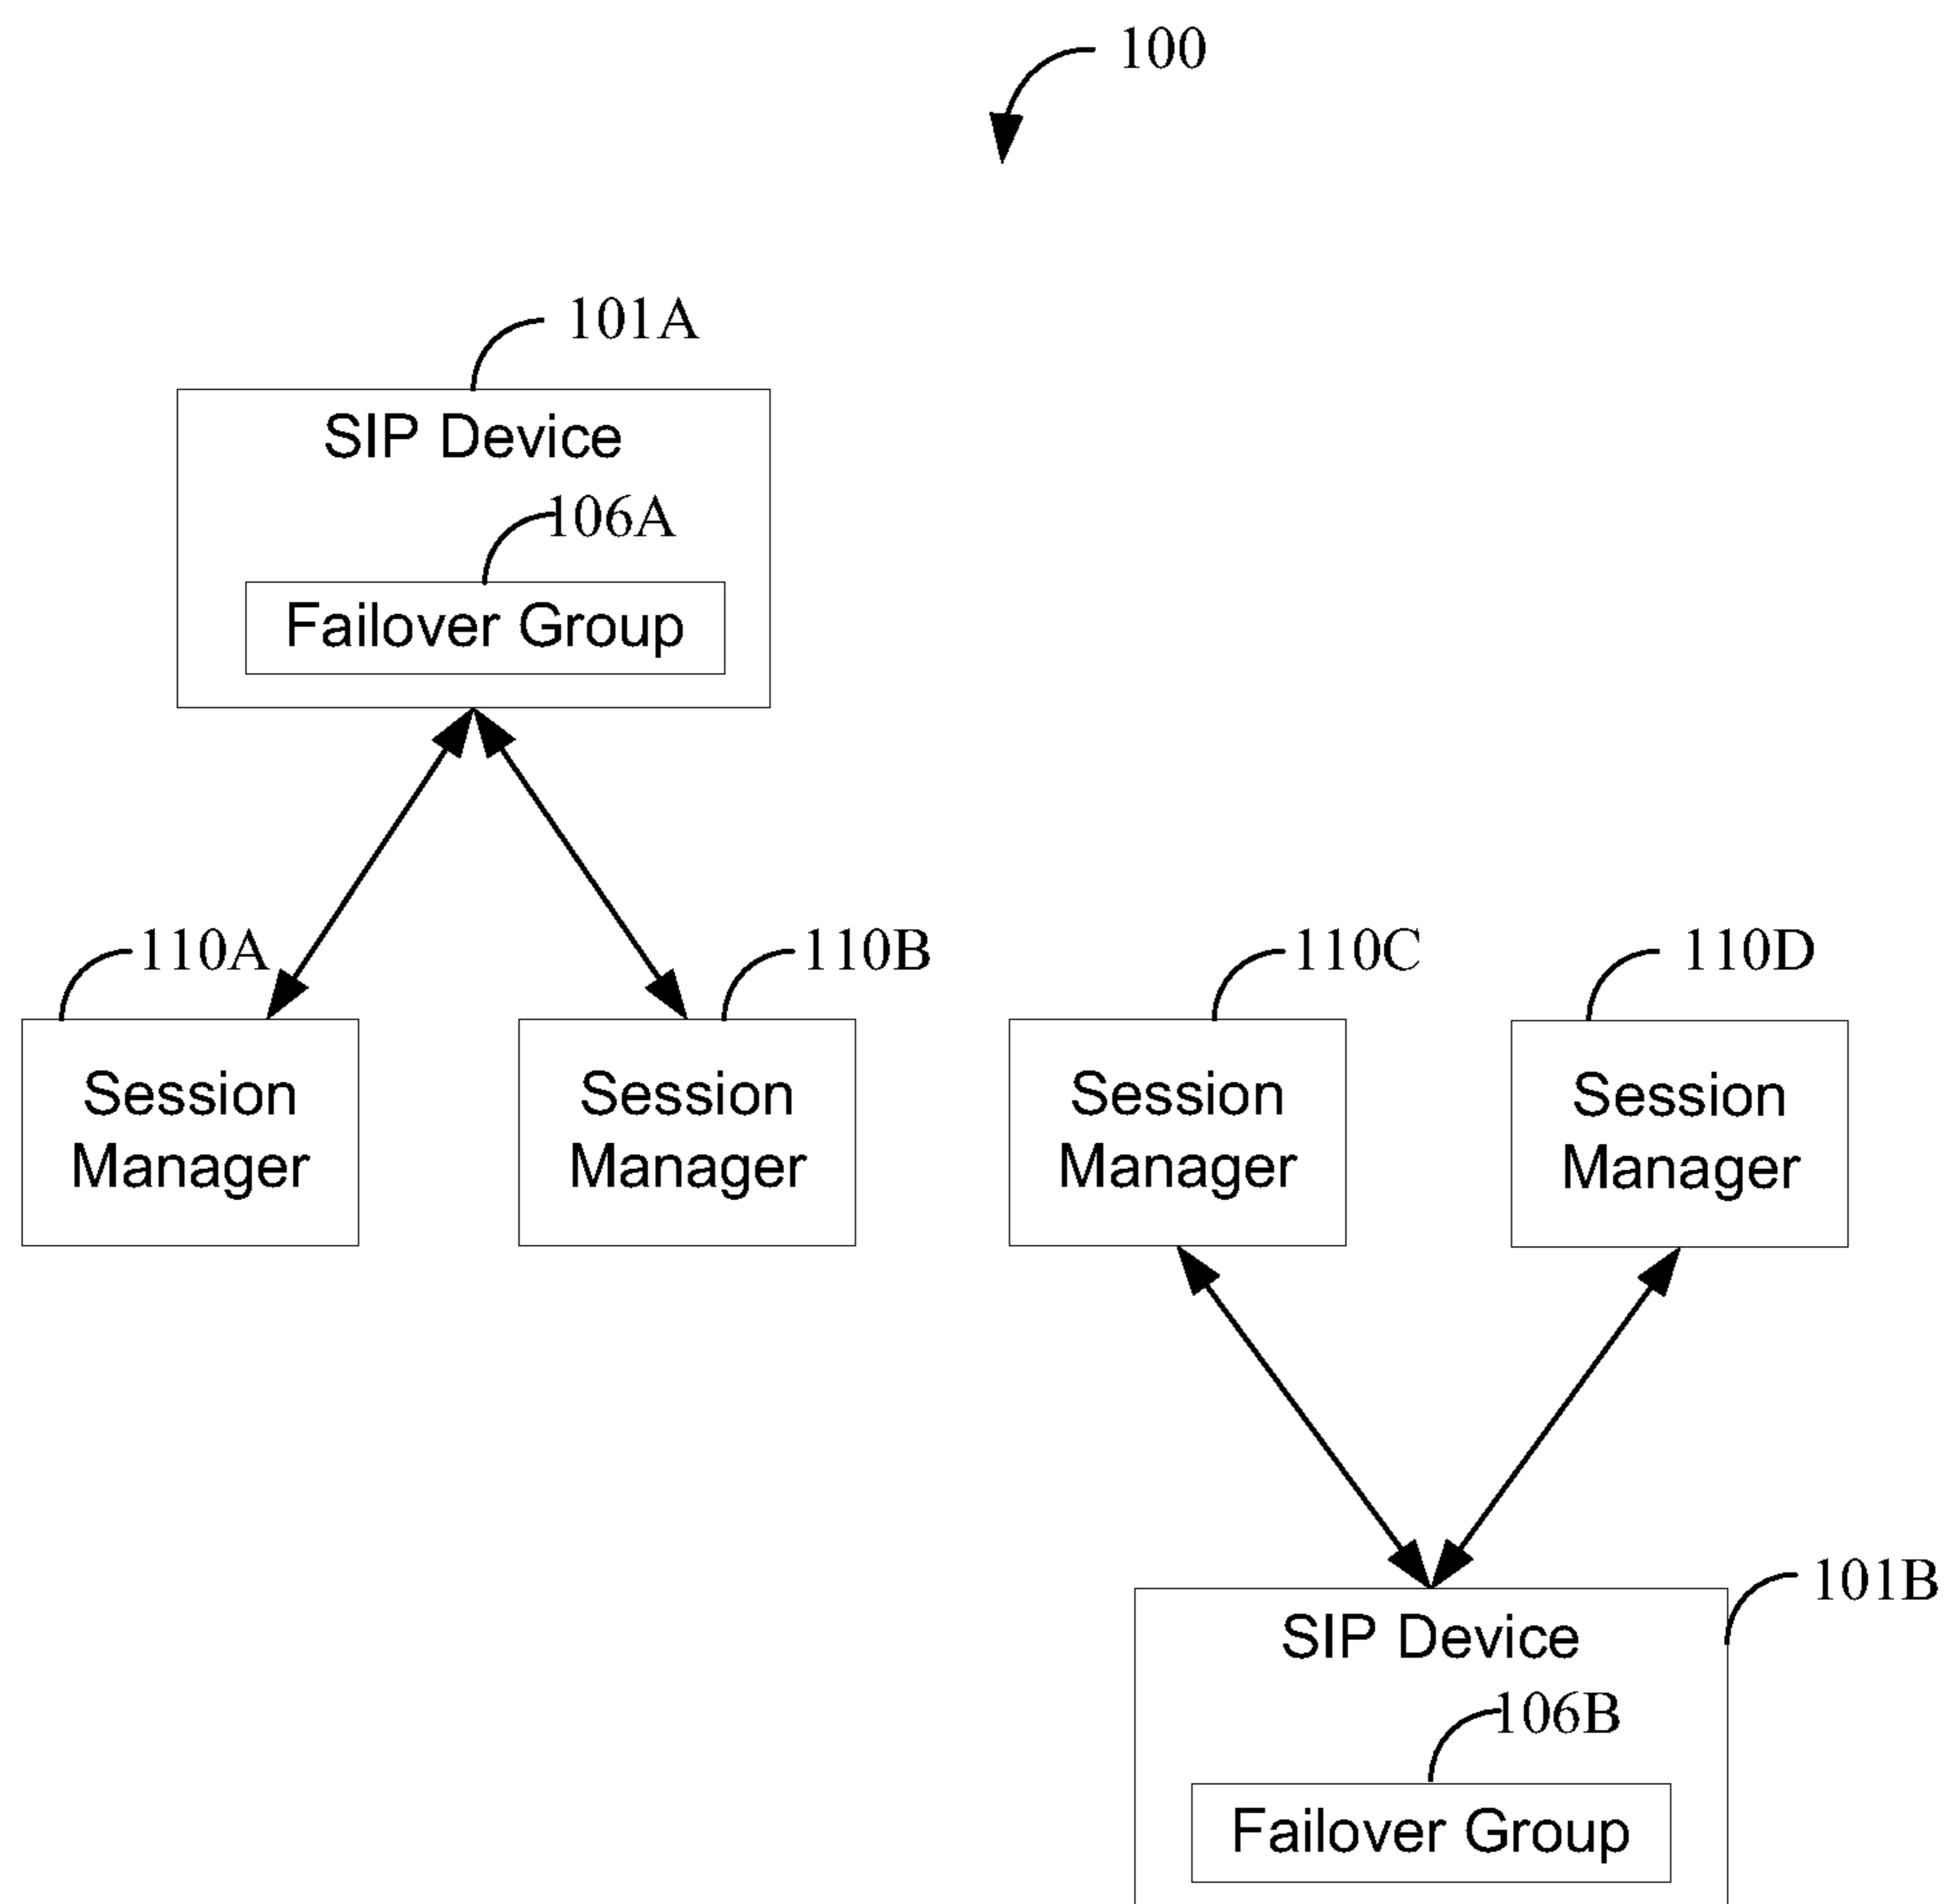 100
101A
SIP Device
106A
Failover Group
110A
110B
110C
110D
Session
Manager
Session
Manager
Session
Manager
Session
Manager
101B
SIP Device
106B
Failover Group